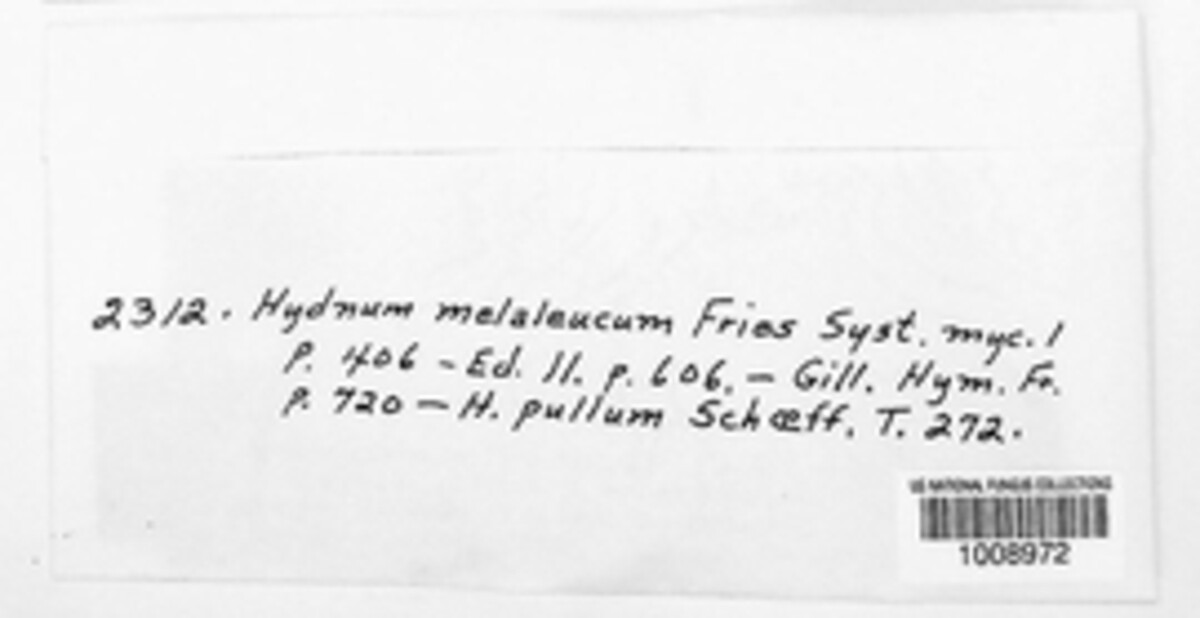 2312. Hydnum melaleucum Fries Syst. myc. I
P. 406 – Ed. II. p. 606. – Gill. Hym. Fr.
P. 720 – H. pullum Schæff. T. 272.
US NATIONAL FUNGUS COLLECTIONS
1008972